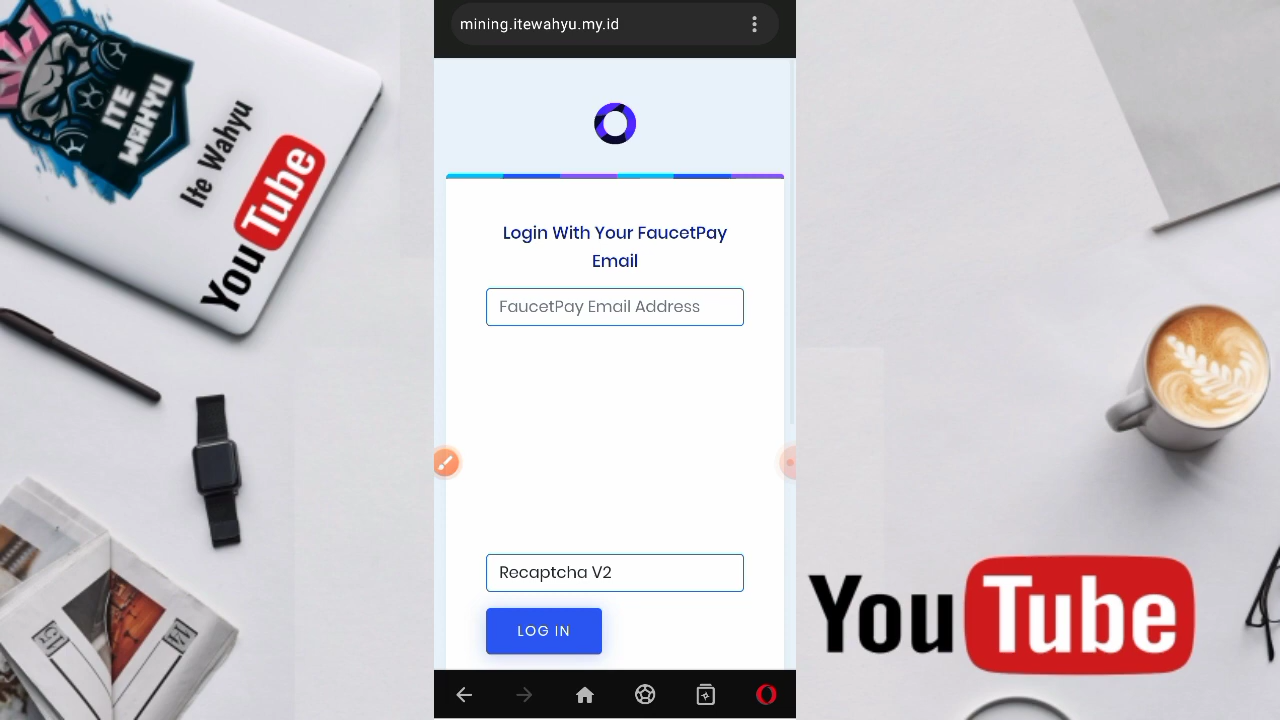 mining.itewahyu.my.id
ITE
WAHYU
Ite Wahyu
YouTube
Login With Your FaucetPay
Email
FaucetPay Email Address
Recaptcha V2
LOG IN
YouTube